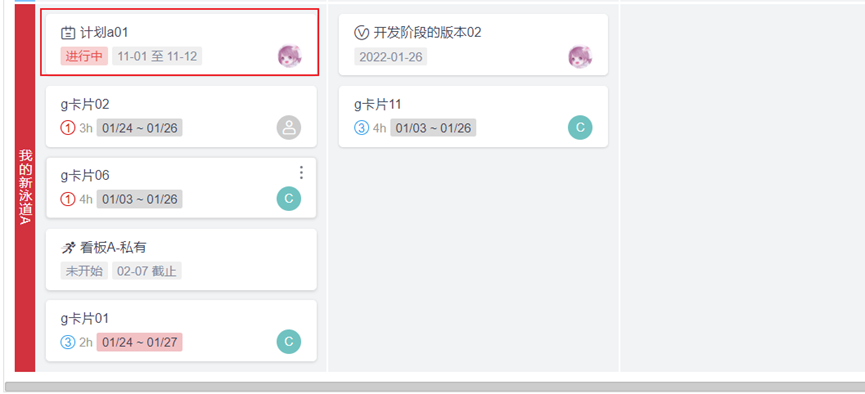 我的新泳道A
计划a01
进行中 11-01 至 11-12
g卡片02
1 3h 01/24 ~ 01/26
g卡片06
1 4h 01/03 ~ 01/26
C
看板A-私有
未开始 02-07 截止
g卡片01
3 2h 01/24 ~ 01/27
C
V 开发阶段的版本02
2022-01-26
g卡片11
3 4h 01/03 ~ 01/26
C